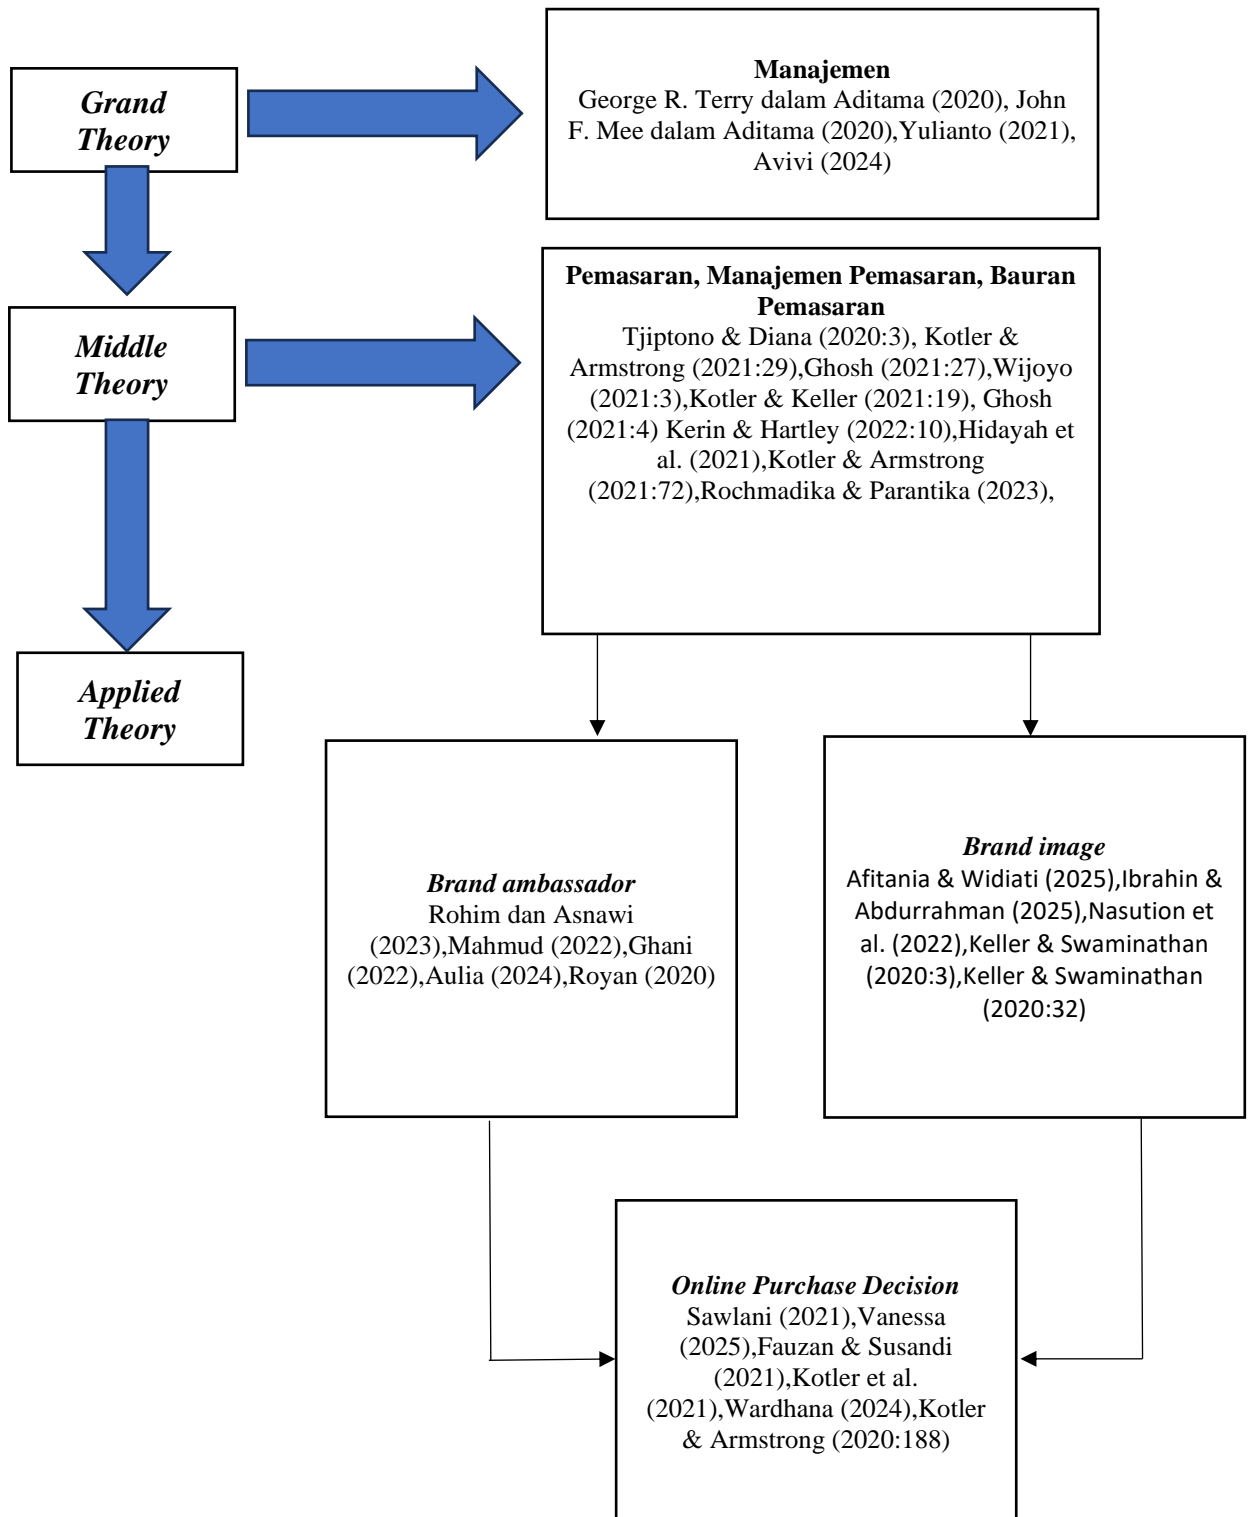 Grand
Theory
Manajemen
George R. Terry dalam Aditama (2020), John
F. Mee dalam Aditama (2020),Yulianto (2021),
Avivi (2024)
Middle
Theory
Pemasaran, Manajemen Pemasaran, Bauran
Pemasaran
Tjiptono & Diana (2020:3), Kotler &
Armstrong (2021:29),Ghosh (2021:27),Wijoyo
(2021:3),Kotler & Keller (2021:19), Ghosh
(2021:4) Kerin & Hartley (2022:10),Hidayah et
al. (2021),Kotler & Armstrong
(2021:72),Rochmadika & Parantika (2023),
Applied
Theory
Brand ambassador
Rohim dan Asnawi
(2023),Mahmud (2022),Ghani
(2022),Aulia (2024),Royan (2020)
Brand image
Afitania & Widiati (2025),Ibrahin &
Abdurrahman (2025),Nasution et
al. (2022),Keller & Swaminathan
(2020:3),Keller & Swaminathan
(2020:32)
Online Purchase Decision
Sawlani (2021),Vanessa
(2025),Fauzan & Susandi
(2021),Kotler et al.
(2021),Wardhana (2024),Kotler
& Armstrong (2020:188)